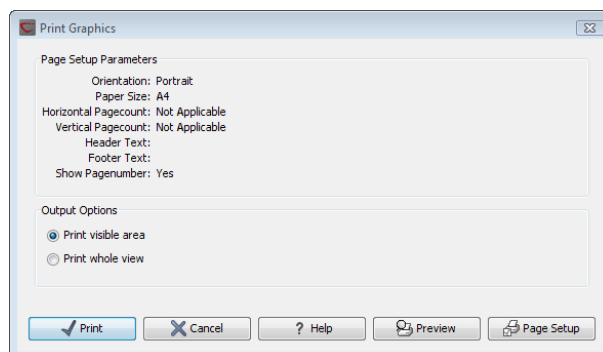 Print Graphics
Page Setup Parameters
Orientation: Portrait
Paper Size: A4
Horizontal Pagecount: Not Applicable
Vertical Pagecount: Not Applicable
Header Text:
Footer Text:
Show Pagenumber: Yes
Output Options
Print visible area
Print whole view
Print Cancel ? Help Preview Page Setup